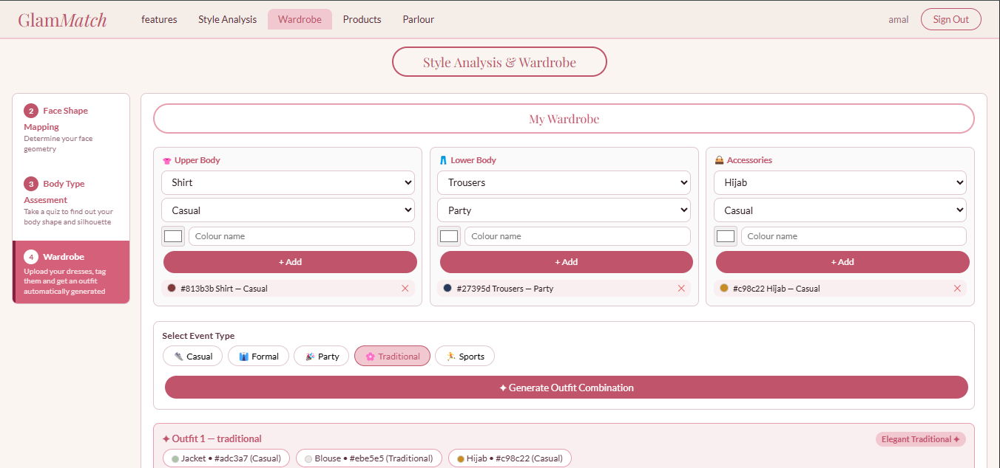 GlamMatch features Style Analysis Wardrobe Products Parlour amal Sign Out
Style Analysis & Wardrobe
2 Face Shape
Mapping
Determine your face
geometry
3 Body Type
Assesment
Take a quiz to find out your
body shape and silhouette
4 Wardrobe
Upload your dresses, tag
them and get an outfit
automatically generated
My Wardrobe
Upper Body
Shirt
Casual
Colour name
+ Add
#813b3b Shirt — Casual
Lower Body
Trousers
Party
Colour name
+ Add
#27395d Trousers — Party
Accessories
Hijab
Casual
Colour name
+ Add
#c98c22 Hijab — Casual
Select Event Type
Casual Formal Party Traditional Sports
✦ Generate Outfit Combination
✦ Outfit 1 — traditional Elegant Traditional ✦
Jacket • #adc3a7 (Casual) Blouse • #ebe5e5 (Traditional) Hijab • #c98c22 (Casual)